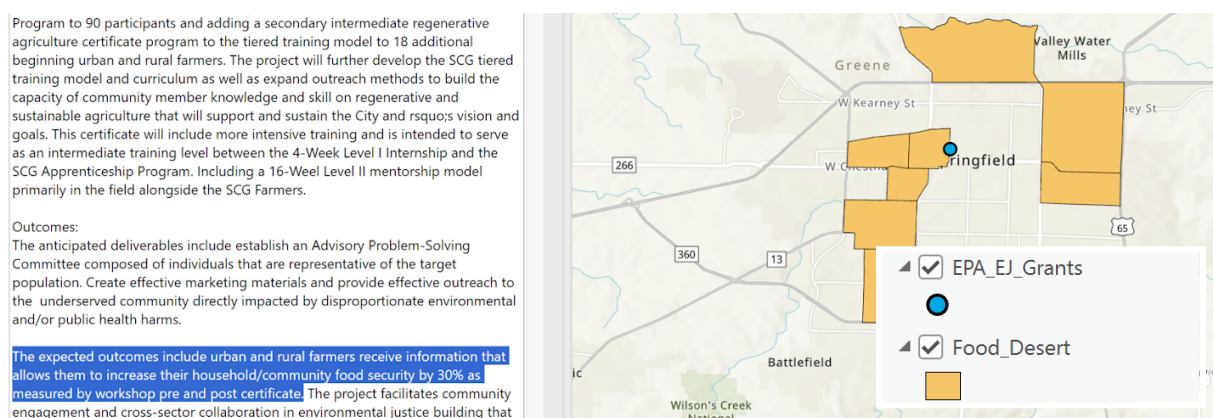 Program to 90 participants and adding a secondary intermediate regenerative
agriculture certificate program to the tiered training model to 18 additional
beginning urban and rural farmers. The project will further develop the SCG tiered
training model and curriculum as well as expand outreach methods to build the
capacity of community member knowledge and skill on regenerative and
sustainable agriculture that will support and sustain the City and rsquo;s vision and
goals. This certificate will include more intensive training and is intended to serve
as an intermediate training level between the 4-Week Level I Internship and the
SCG Apprenticeship Program. Including a 16-Weel Level II mentorship model
primarily in the field alongside the SCG Farmers.
Outcomes:
The anticipated deliverables include establish an Advisory Problem-Solving
Committee composed of individuals that are representative of the target
population. Create effective marketing materials and provide effective outreach to
the underserved community directly impacted by disproportionate environmental
and/or public health harms.
The expected outcomes include urban and rural farmers receive information that
allows them to increase their household/community food security by 30% as
measured by workshop pre and post certificate. The project facilitates community
engagement and cross-sector collaboration in environmental justice building that
Valley Water
Mills
Greene
W Kearney St
ney St
266
W Chestn
ringfield
65
360
13
EPA_EJ_Grants
Food_Desert
Battlefield
ic
Wilson's Creek
National